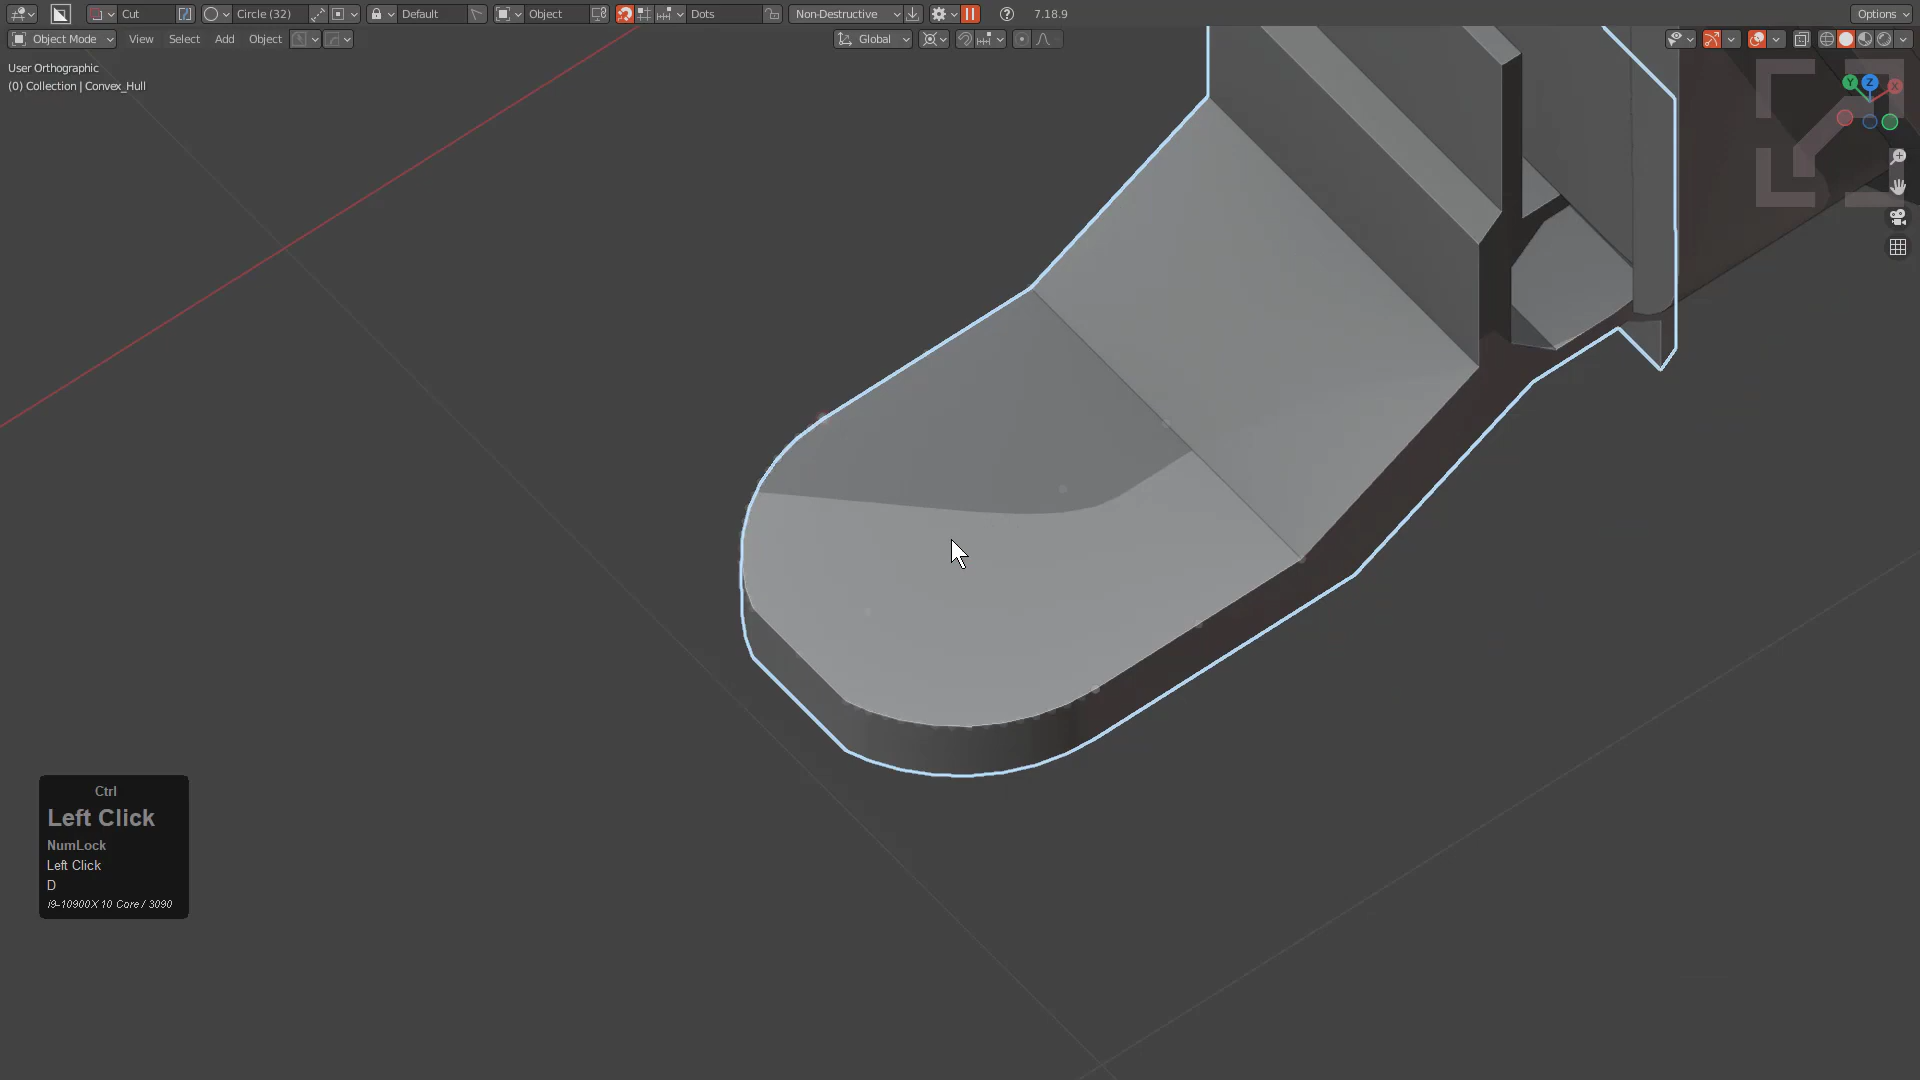 Cut Circle (32) Default Object Dots Non-Destructive 7.18.9 Options
Object Mode View Select Add Object Global
User Orthographic
(0) Collection | Convex_Hull
Y Z X
Ctrl
Left Click
NumLock
Left Click
D
i9-10900X 10 Core / 3090